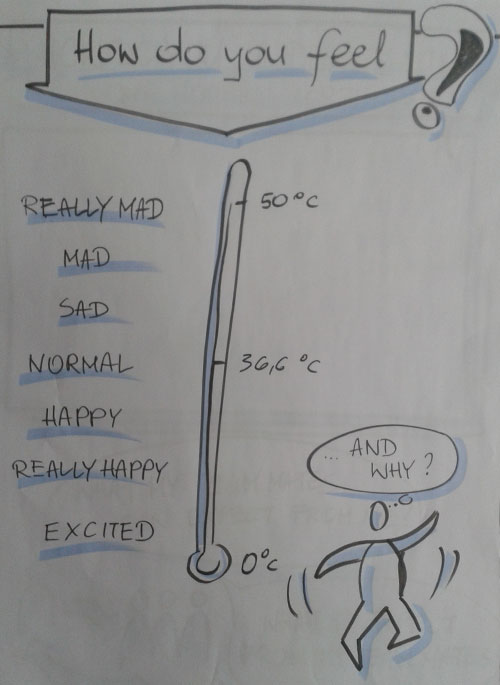 How do you feel ?
REALLY MAD
50°C
MAD
SAD
NORMAL
36,6 °C
HAPPY
REALLY HAPPY
EXCITED
0°C
... AND
WHY ?